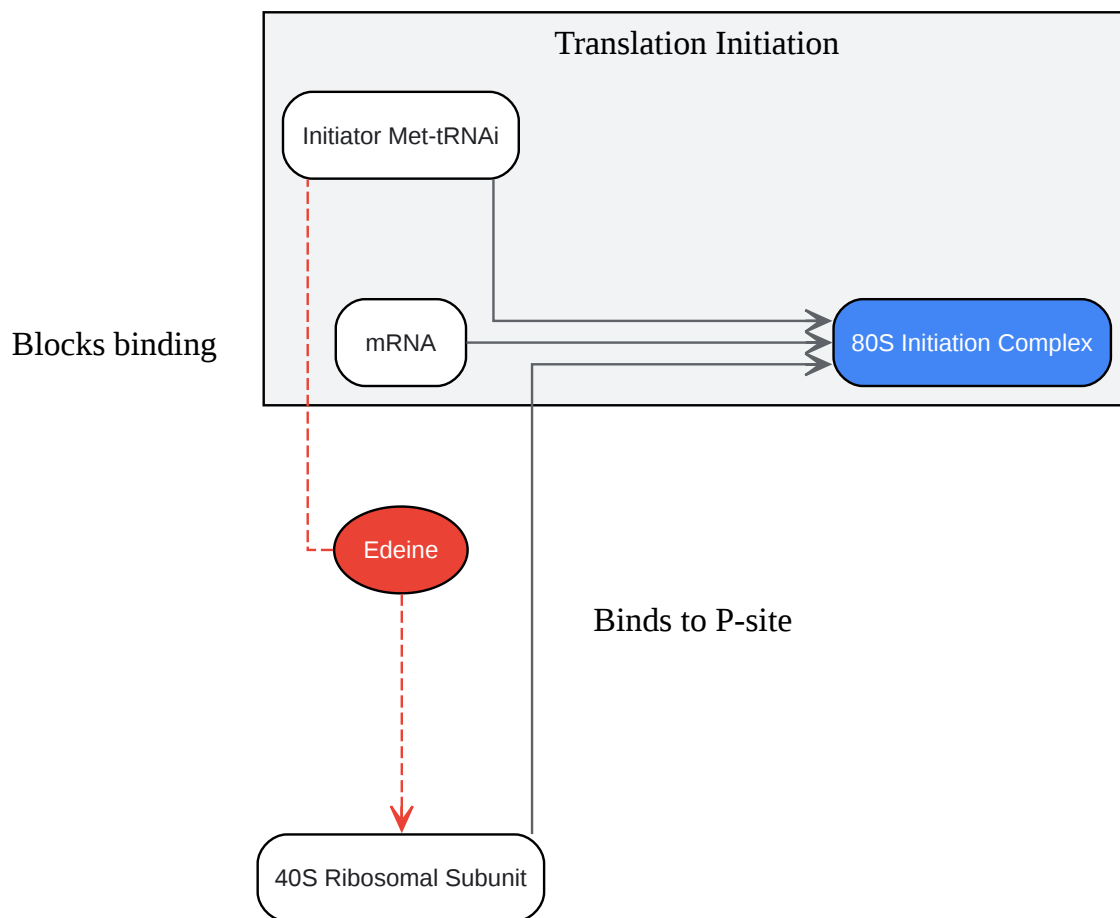 Translation Initiation
Initiator Met-tRNAi
Blocks binding
mRNA
80S Initiation Complex
Edeine
Binds to P-site
40S Ribosomal Subunit